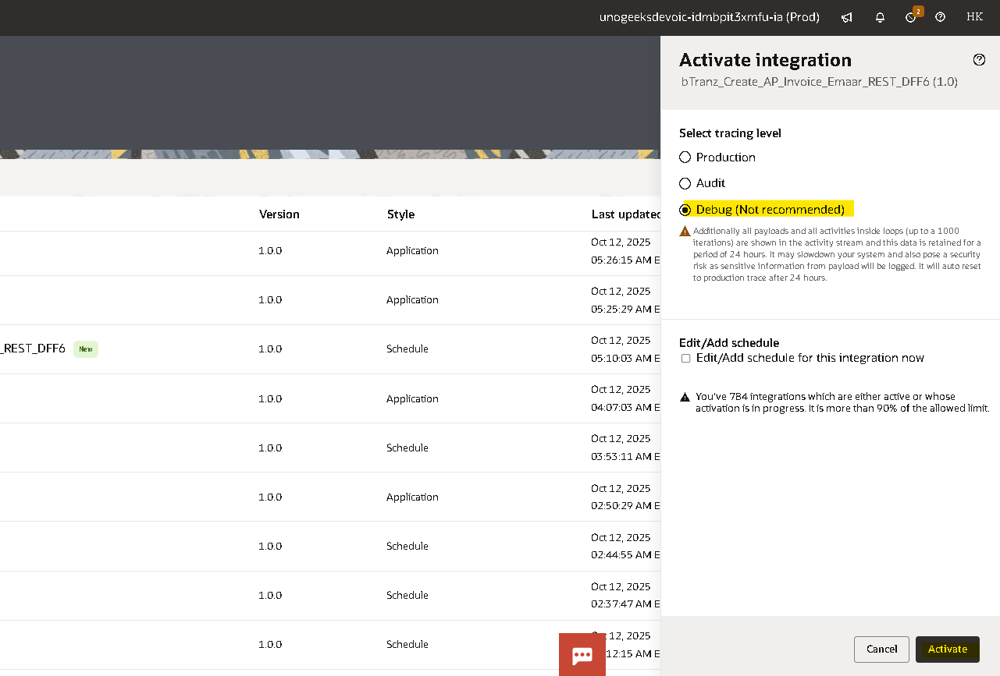 unogeeksdevoic-idmbpit3xmfu-ia (Prod)
2
HK
Activate integration
bTranz_Create_AP_Invoice_Emaar_REST_DFF6 (1.0)
Select tracing level
Production
Audit
Debug (Not recommended)
Additionally all payloads and all activities inside loops (up to a 1000
iterations) are shown in the activity stream and this data is retained for a
period of 24 hours. It may slowdown your system and also pose a security
risk as sensitive information from payload will be logged. It will auto reset
to production trace after 24 hours.
Edit/Add schedule
Edit/Add schedule for this integration now
You've 784 integrations which are either active or whose
activation is in progress. It is more than 90% of the allowed limit.
Cancel
Activate
Version Style Last updated
1.0.0 Application Oct 12, 2025
05:26:15 AM E
1.0.0 Application Oct 12, 2025
05:25:29 AM E
_REST_DFF6 New 1.0.0 Schedule Oct 12, 2025
05:10:03 AM E
1.0.0 Application Oct 12, 2025
04:07:03 AM E
1.0.0 Schedule Oct 12, 2025
03:53:11 AM E
1.0.0 Application Oct 12, 2025
02:50:29 AM E
1.0.0 Schedule Oct 12, 2025
02:44:55 AM E
1.0.0 Schedule Oct 12, 2025
02:37:47 AM E
1.0.0 Schedule 12, 2025
:12:15 AM E